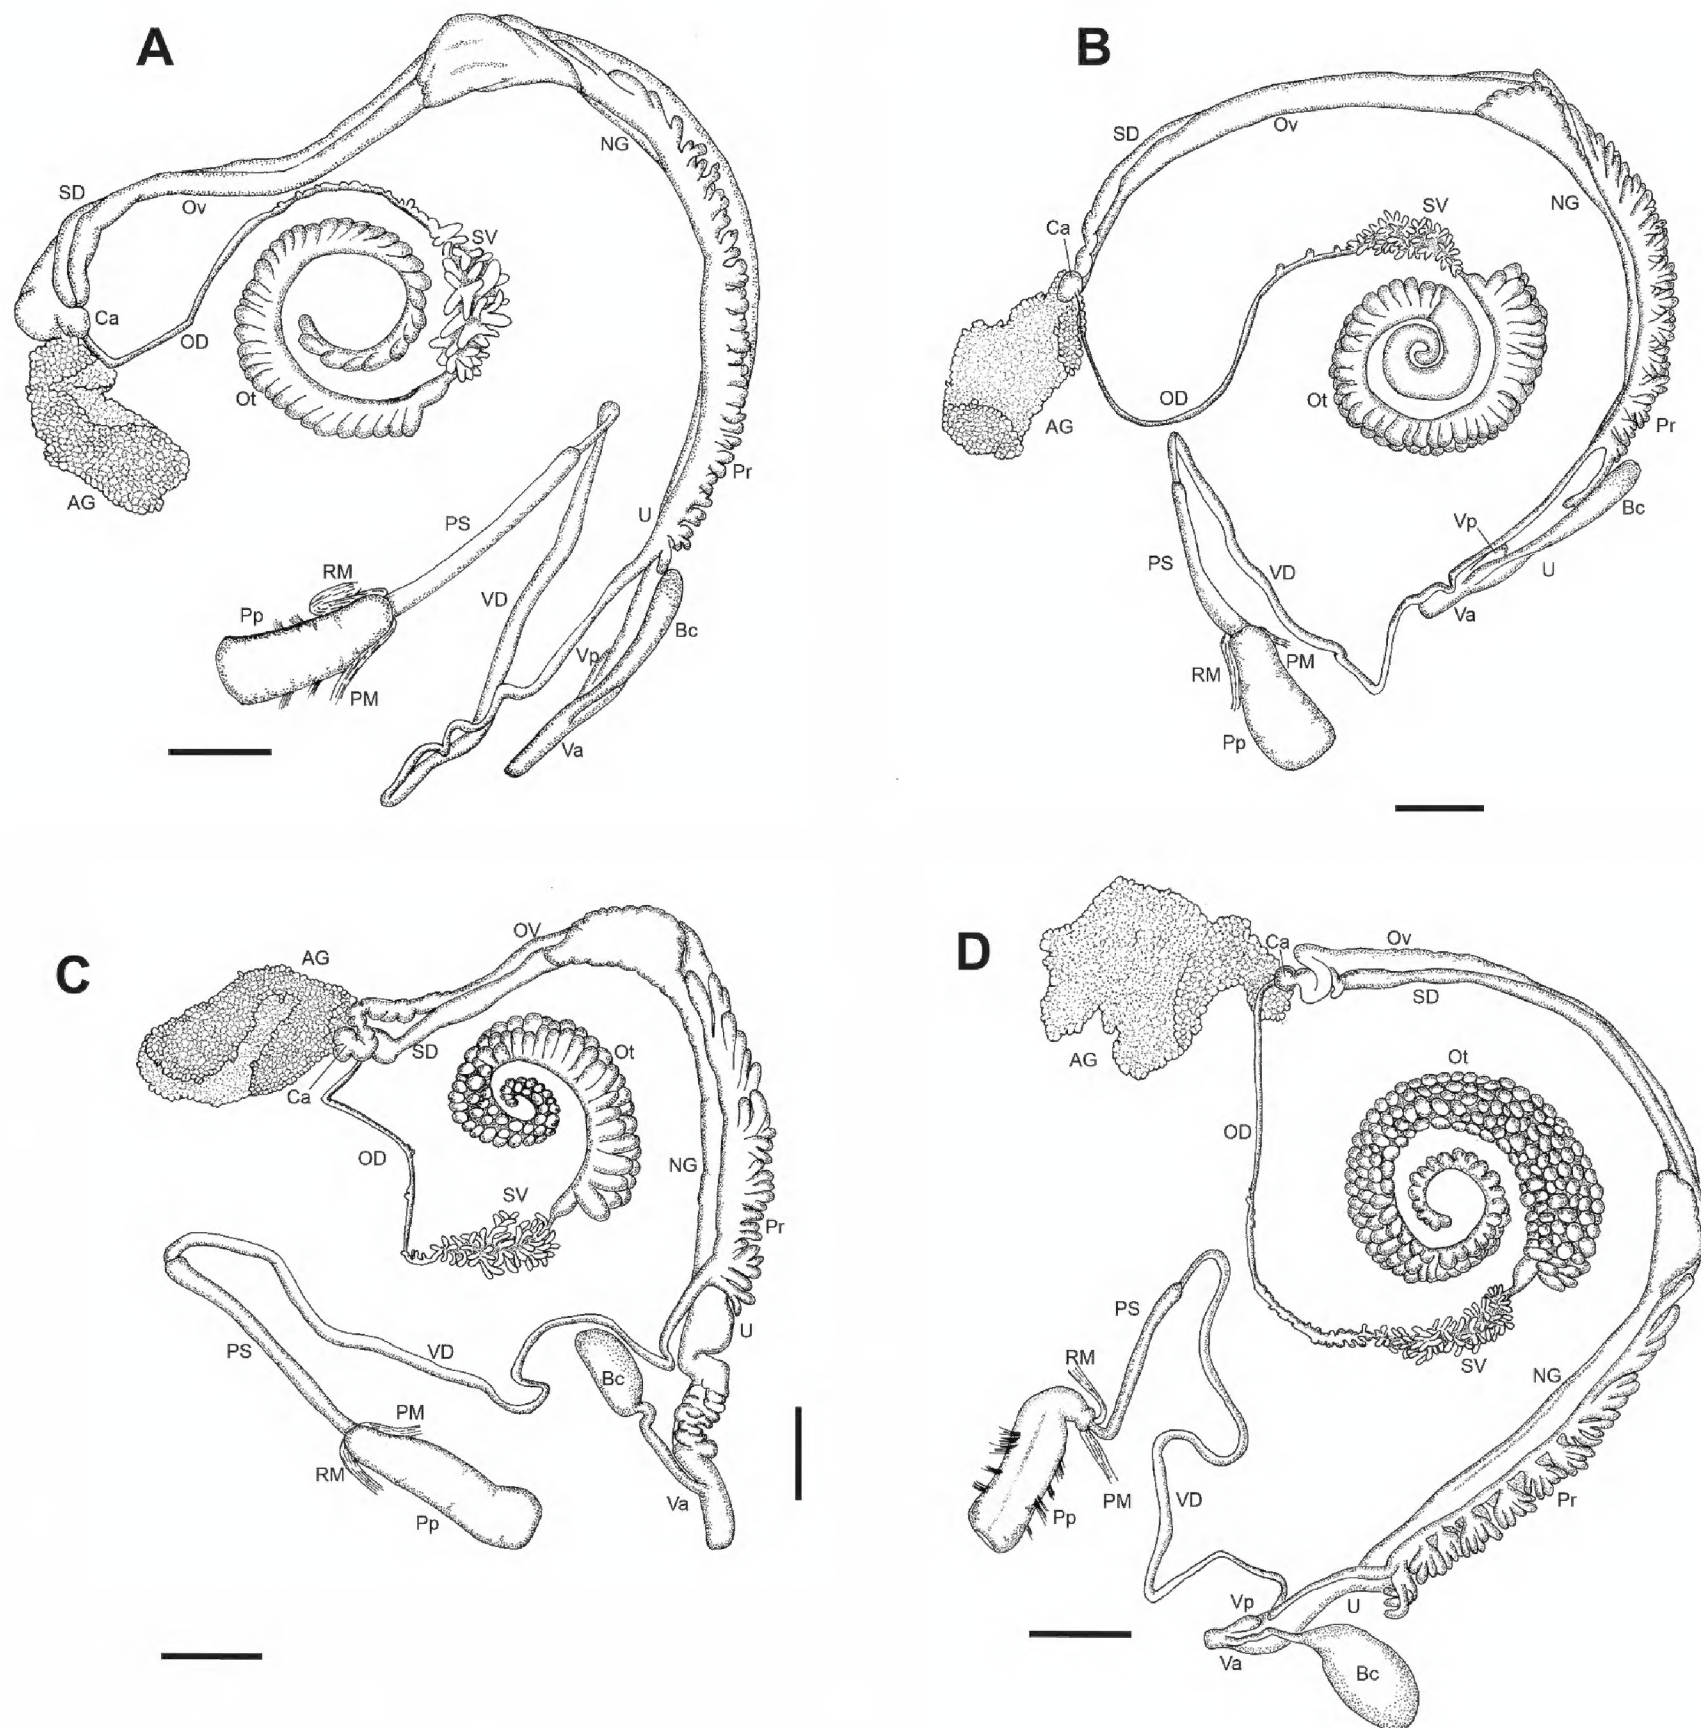 A
SD
Ov
NG
SV
Ca
OD
Ot
AG
Pr
U
PS
RM
VD
Pp
Bc
Vp
PM
Va
B
SD
Ov
NG
SV
Ca
OD
Ot
AG
Pr
Bc
Vp
PS
VD
U
Va
RM
PM
Pp
C
AG
OV
SD
Ot
Ca
OD
NG
SV
Pr
U
PS
VD
Bc
PM
RM
Va
Pp
D
Ca
Ov
SD
AG
Ot
OD
PS
SV
RM
NG
PM
VD
Pr
Pp
Vp
U
Va
Bc